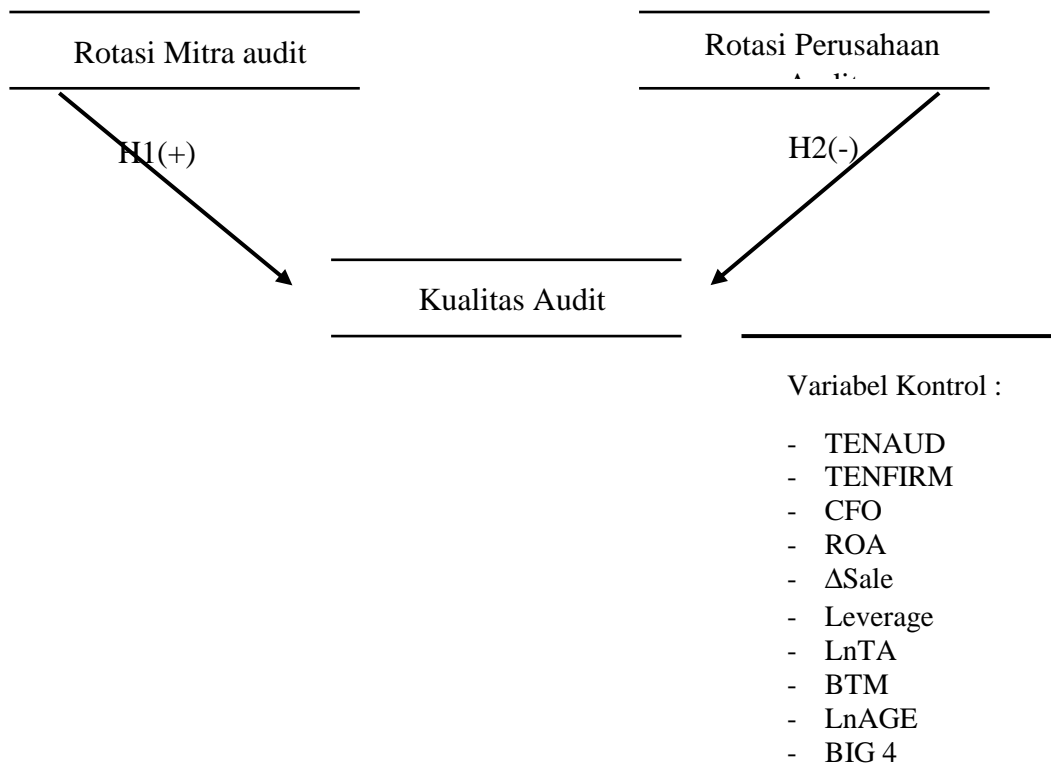 Rotasi Mitra audit
Rotasi Perusahaan
H1(+)
H2(-)
Kualitas Audit
Variabel Kontrol :
- TENAUD
- TENFIRM
- CFO
- ROA
- ∆Sale
- Leverage
- LnTA
- BTM
- LnAGE
- BIG 4